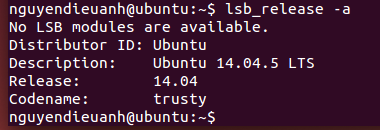 nguyendieuanh@ubuntu:~$ lsb_release -a
No LSB modules are available.
Distributor ID: Ubuntu
Description:    Ubuntu 14.04.5 LTS
Release:        14.04
Codename:       trusty
nguyendieuanh@ubuntu:~$